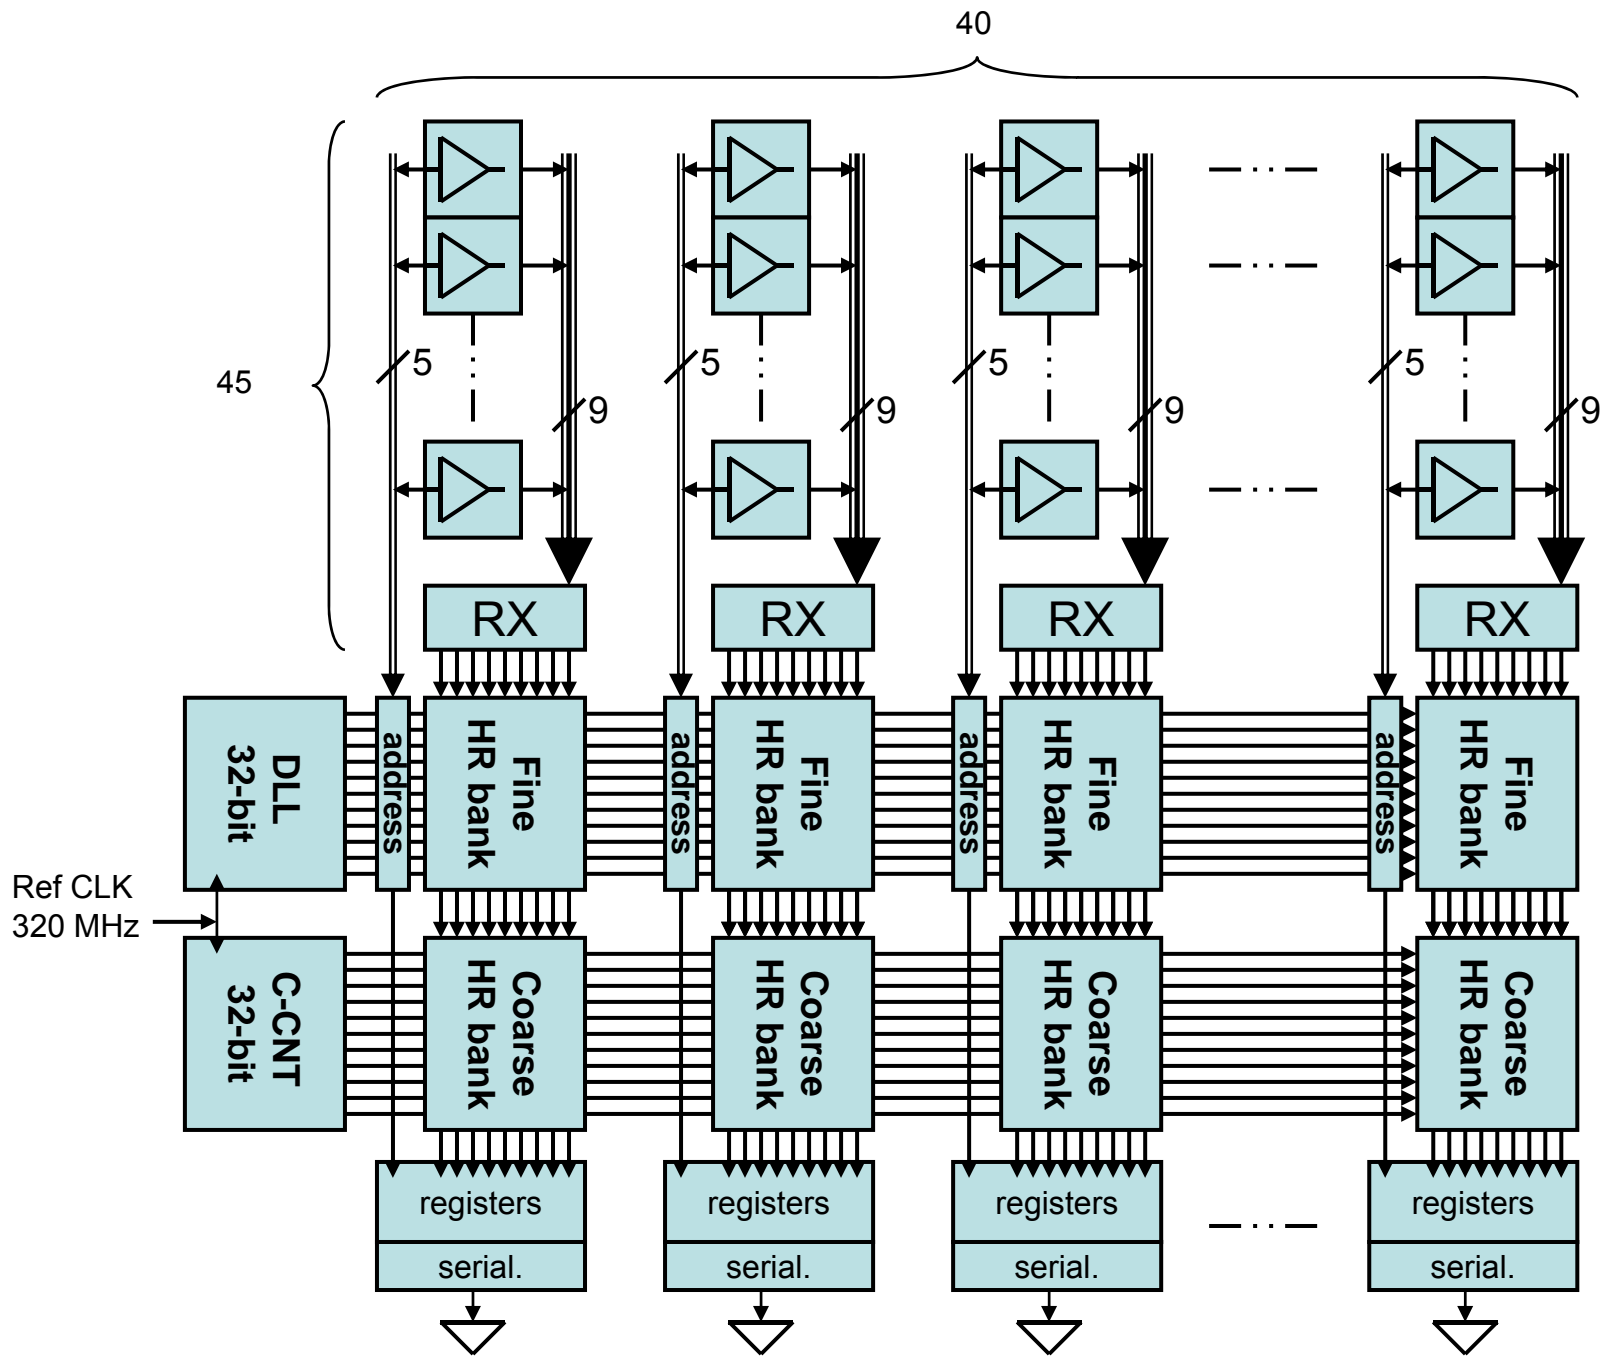 40
45
5
9
5
9
5
9
5
9
RX
RX
RX
RX
DLL
32-bit
address
Fine
HR bank
address
Fine
HR bank
address
Fine
HR bank
address
Fine
HR bank
Ref CLK
320 MHz
C-CNT
32-bit
Coarse
HR bank
Coarse
HR bank
Coarse
HR bank
Coarse
HR bank
registers
registers
registers
registers
serial.
serial.
serial.
serial.